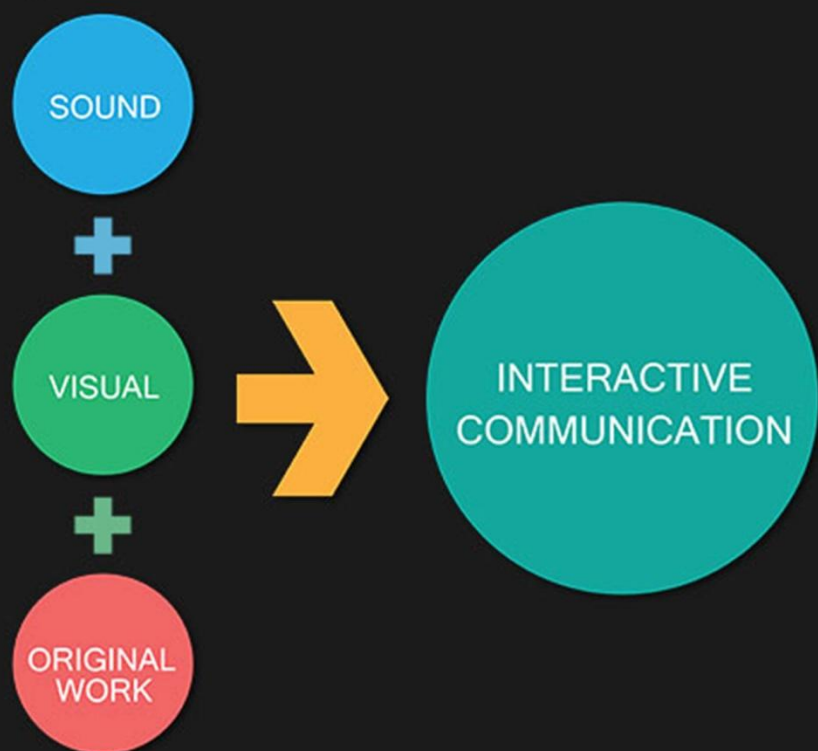 SOUND
VISUAL
ORIGINAL
WORK
INTERACTIVE
COMMUNICATION